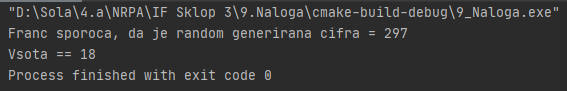 "D:\Sola\4.a\NRPA\IF Sklop 3\9.Naloga\cmake-build-debug\9_Naloga.exe"
Franc sporoca, da je random generirana cifra = 297
Vsota == 18
Process finished with exit code 0